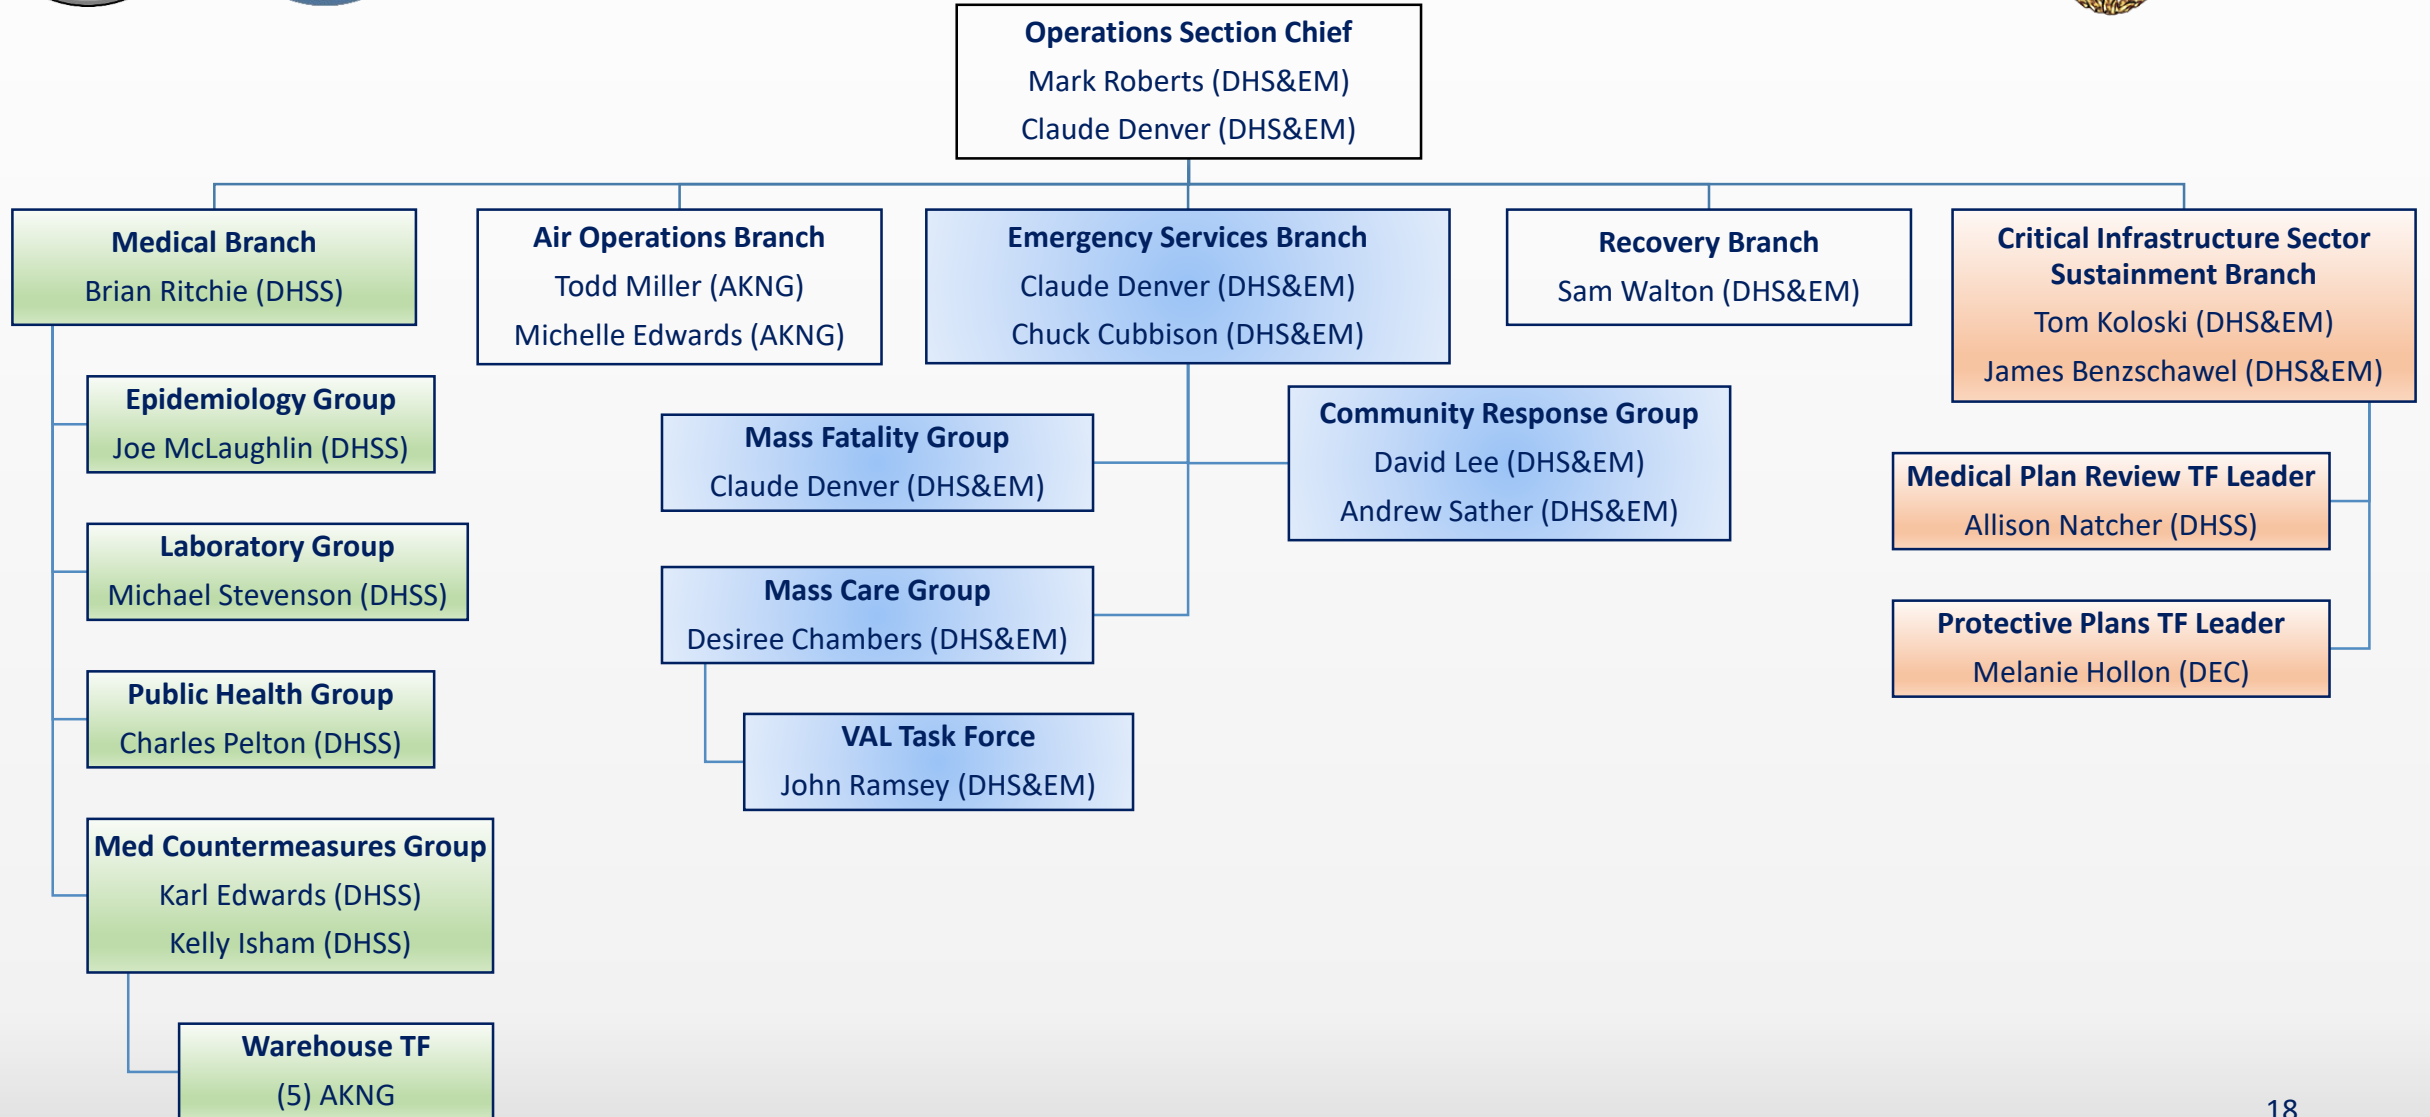 Operations Section Chief
Mark Roberts (DHS&EM)
Claude Denver (DHS&EM)
Medical Branch
Brian Ritchie (DHSS)
Air Operations Branch
Todd Miller (AKNG)
Michelle Edwards (AKNG)
Emergency Services Branch
Claude Denver (DHS&EM)
Chuck Cubbison (DHS&EM)
Recovery Branch
Sam Walton (DHS&EM)
Critical Infrastructure Sector
Sustainment Branch
Tom Koloski (DHS&EM)
James Benzschawel (DHS&EM)
Epidemiology Group
Joe McLaughlin (DHSS)
Laboratory Group
Michael Stevenson (DHSS)
Public Health Group
Charles Pelton (DHSS)
Med Countermeasures Group
Karl Edwards (DHSS)
Kelly Isham (DHSS)
Warehouse TF
(5) AKNG
Mass Fatality Group
Claude Denver (DHS&EM)
Community Response Group
David Lee (DHS&EM)
Andrew Sather (DHS&EM)
Mass Care Group
Desiree Chambers (DHS&EM)
VAL Task Force
John Ramsey (DHS&EM)
Medical Plan Review TF Leader
Allison Natcher (DHSS)
Protective Plans TF Leader
Melanie Hollon (DEC)
18